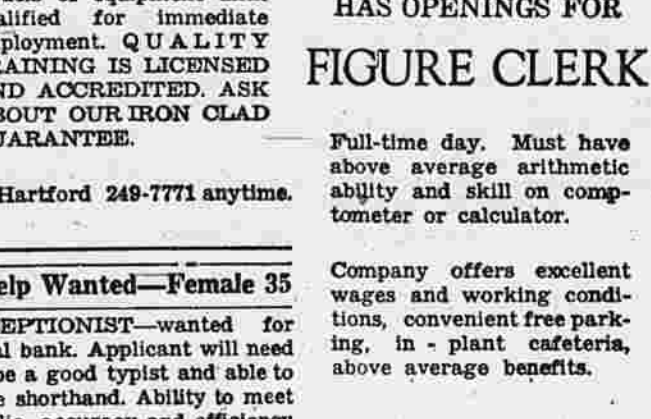 alified for immediate
ployment. QUALITY
RAINING IS LICENSED
ND ACCREDITED. ASK
BOUT OUR IRON CLAD
UARANTEE.
Hartford 249-7771 anytime.
elp Wanted—Female 35
EPTIONIST—wanted for
al bank. Applicant will need
be a good typist and able to
e shorthand. Ability to meet
HAS OPENINGS FOR
FIGURE CLERK
Full-time day. Must have
above average arithmetic
ability and skill on comp-
tometer or calculator.
Company offers excellent
wages and working condi-
tions, convenient free park-
ing, in - plant cafeteria,
above average benefits.